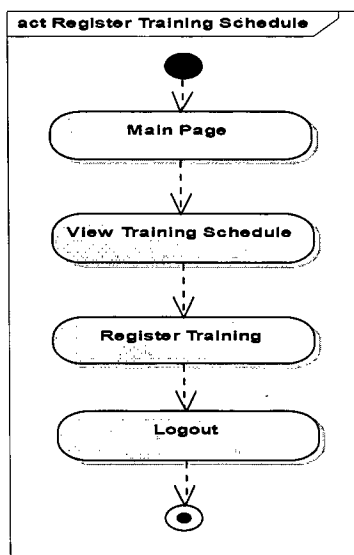 act Register Training Schedule
Main Page
View Training Schedule
Register Training
Logout